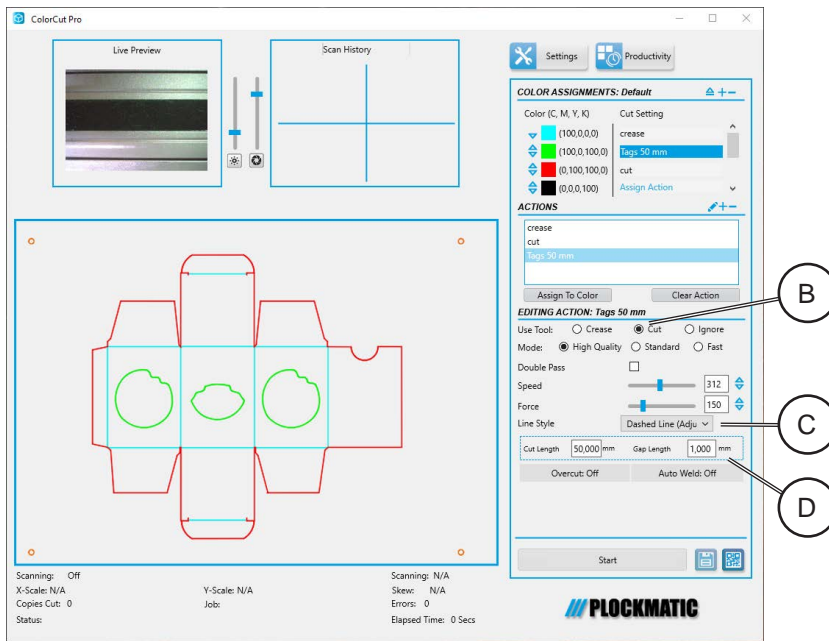 ColorCut Pro
Live Preview
Scan History
Settings
Productivity
COLOR ASSIGNMENTS: Default
Color (C, M, Y, K) Cut Setting
(100,0,0,0) crease
(100,0,100,0) Tags 50 mm
(0,100,100,0) cut
(0,0,0,100) Assign Action
ACTIONS
crease
cut
Tags 50 mm
Assign To Color Clear Action
EDITING ACTION: Tags 50 mm
Use Tool: Crease Cut Ignore
Mode: High Quality Standard Fast
Double Pass
Speed 312
Force 150
Line Style Dashed Line (Adju
Cut Length 50,000 mm Gap Length 1,000 mm
Overcut: Off Auto Weld: Off
Start
B
C
D
Scanning: Off Scanning: N/A
X-Scale: N/A Y-Scale: N/A Skew: N/A
Copies Cut: 0 Job: Errors: 0
Status: Elapsed Time: 0 Secs
PLOCKMATIC